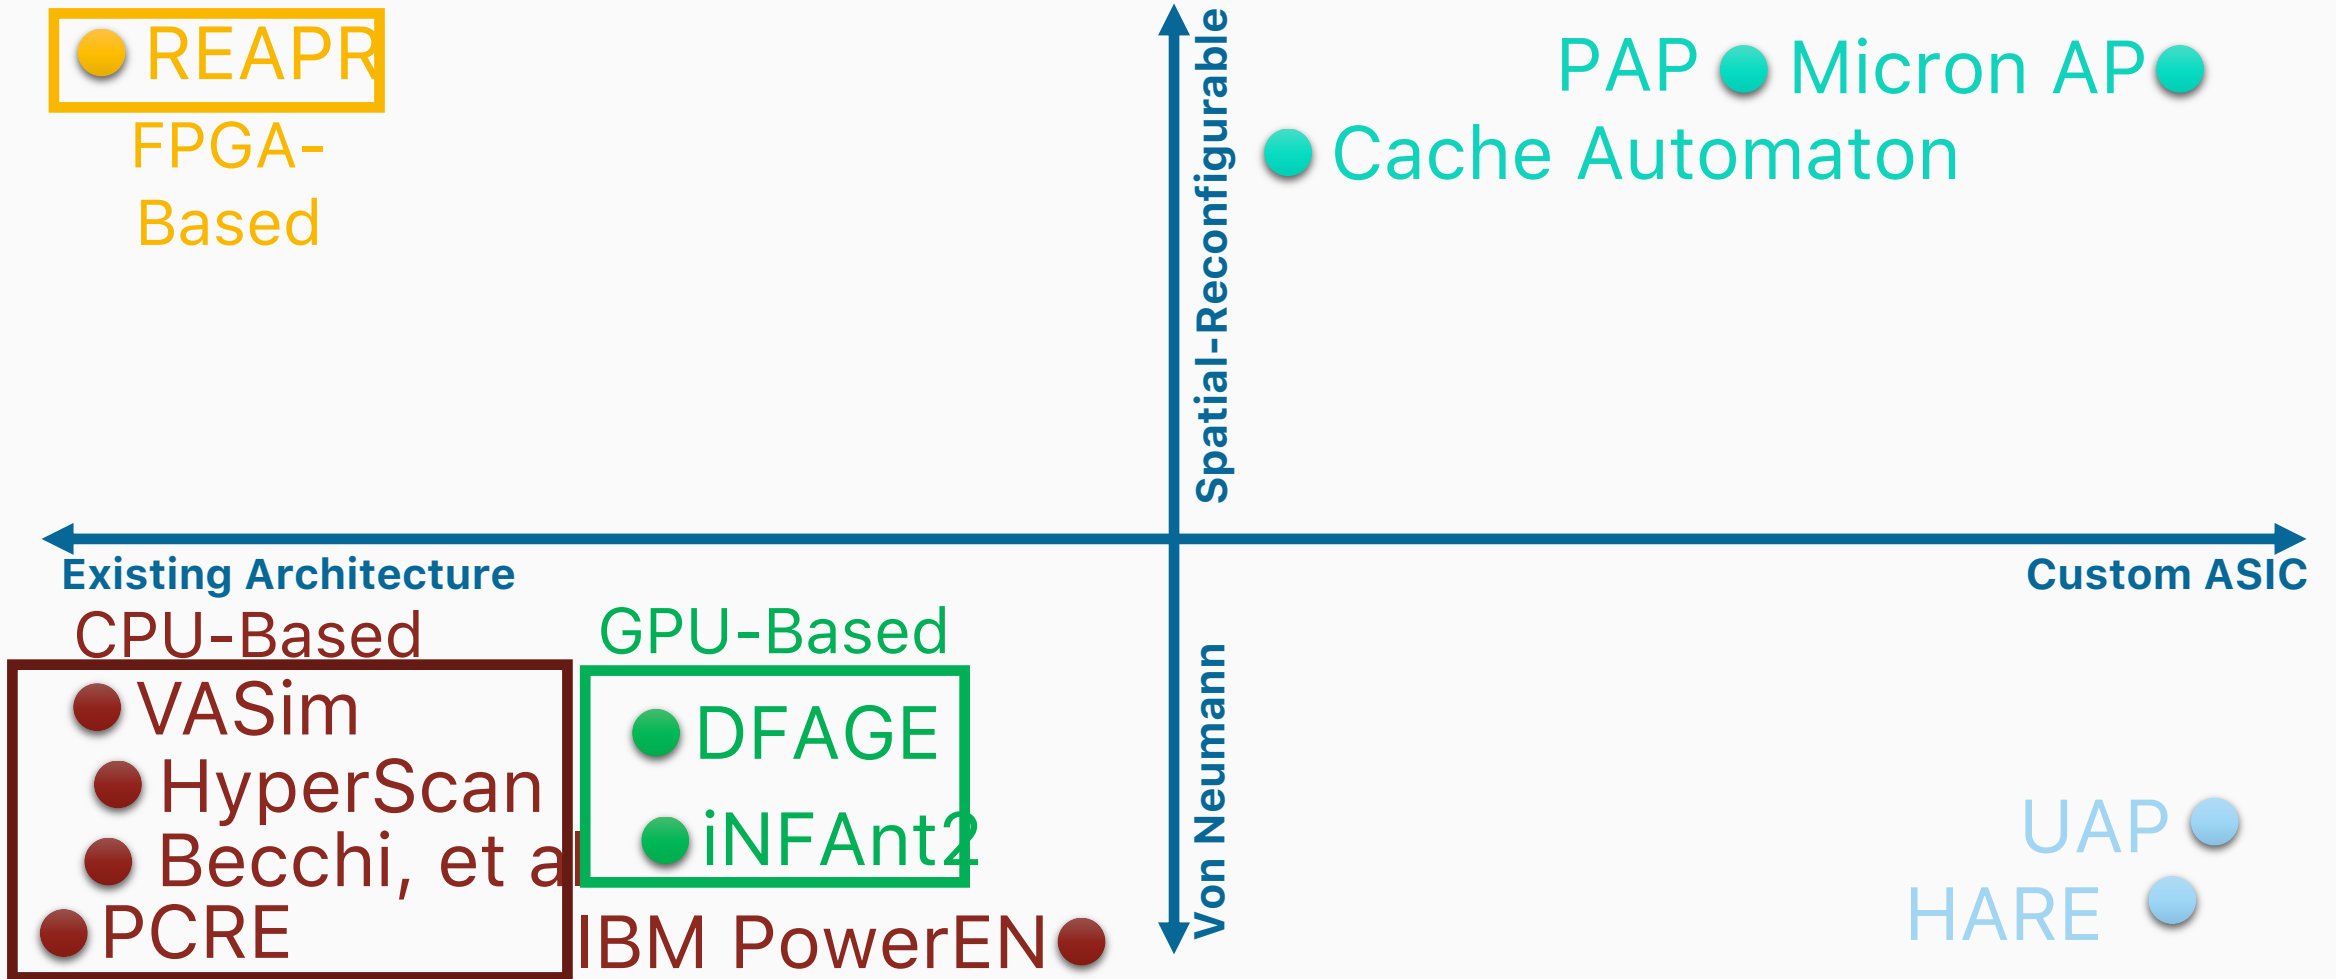 REAPR
FPGA-
Based
Spatial-Reconfigurable
PAP
Micron AP
Cache Automaton
Existing Architecture
Custom ASIC
CPU-Based
VASim
HyperScan
Becchi, et al
PCRE
GPU-Based
DFAGE
iNFAnt2
IBM PowerEN
Von Neumann
UAP
HARE